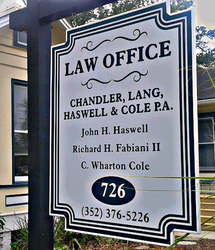 LAW OFFICE
CHANDLER, LANG,
HASWELL & COLE P.A.
John H. Haswell
Richard H. Fabiani II
C. Wharton Cole
726
(352) 376-5226